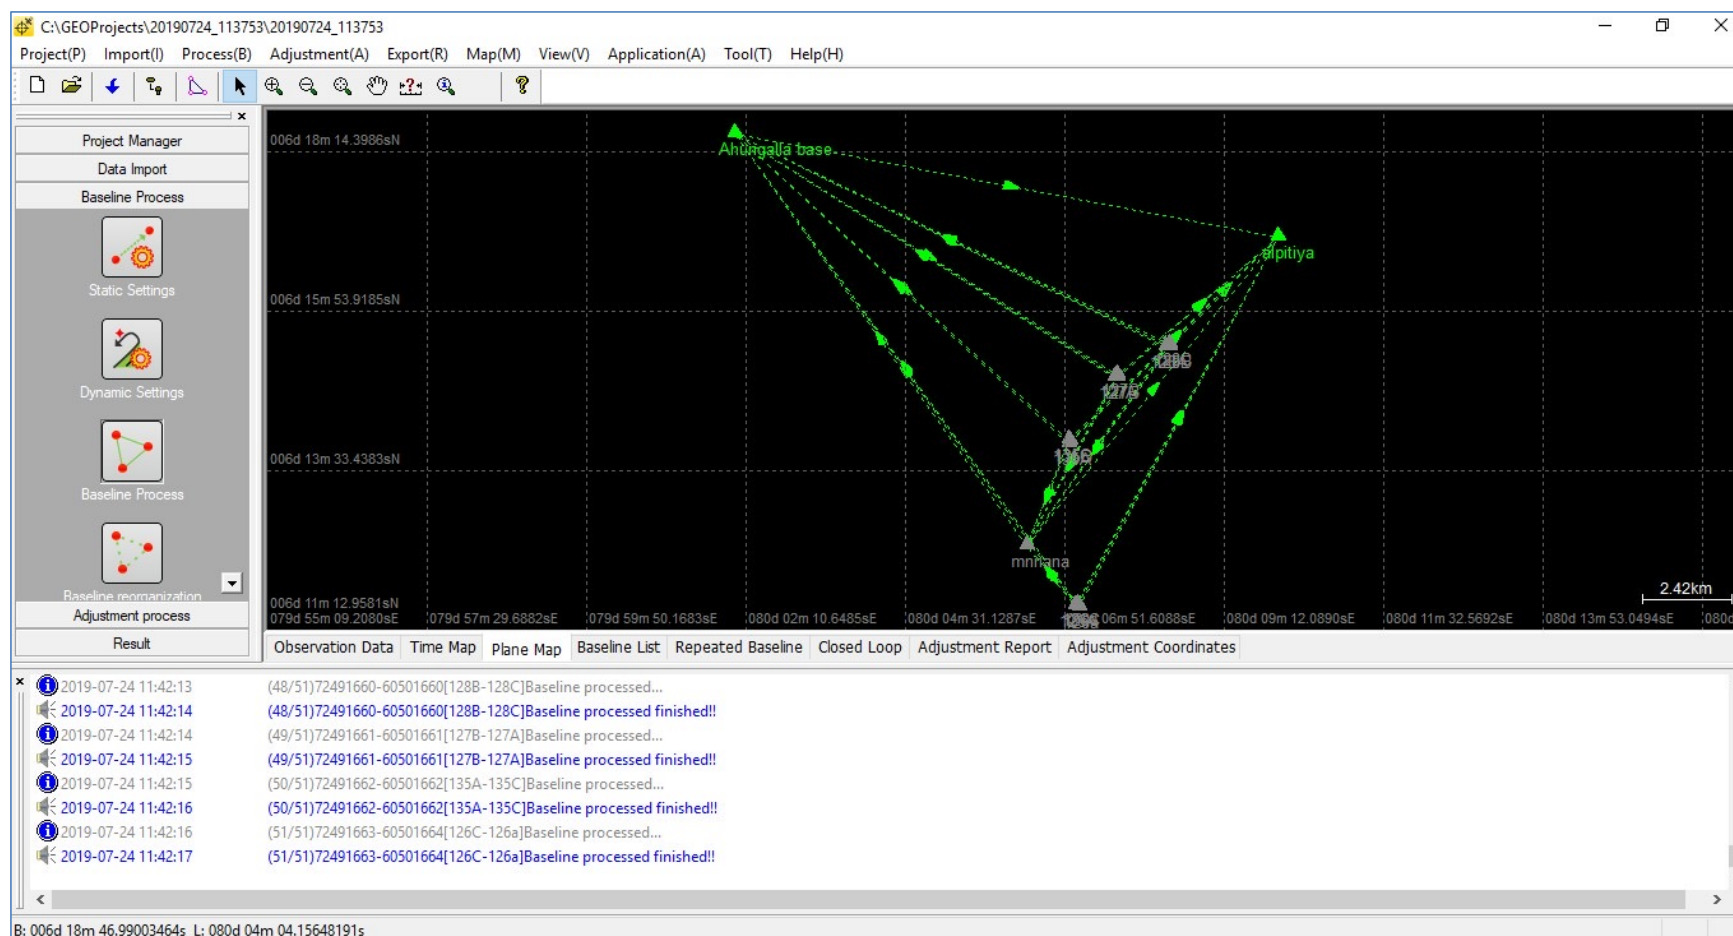 C:\GEOProjects\20190724_113753\20190724_113753
Project(P) Import(I) Process(B) Adjustment(A) Export(R) Map(M) View(V) Application(A) Tool(T) Help(H)
Project Manager
Data Import
Baseline Process
Static Settings
Dynamic Settings
Baseline Process
Baseline reorganization
Adjustment process
Result
006d 18m 14.3986sN
Ahungalla base
alpitiya
006d 15m 53.9185sN
006d 13m 33.4383sN
mnnana
2.42km
006d 11m 12.9581sN
079d 55m 09.2080sE 079d 57m 29.6882sE 079d 59m 50.1683sE 080d 02m 10.6485sE 080d 04m 31.1287sE 06m 51.6088sE 080d 09m 12.0890sE 080d 11m 32.5692sE 080d 13m 53.0494sE 080d
Observation Data Time Map Plane Map Baseline List Repeated Baseline Closed Loop Adjustment Report Adjustment Coordinates
2019-07-24 11:42:13 (48/51)72491660-60501660[128B-128C]Baseline processed...
2019-07-24 11:42:14 (48/51)72491660-60501660[128B-128C]Baseline processed finished!!
2019-07-24 11:42:14 (49/51)72491661-60501661[127B-127A]Baseline processed...
2019-07-24 11:42:15 (49/51)72491661-60501661[127B-127A]Baseline processed finished!!
2019-07-24 11:42:15 (50/51)72491662-60501662[135A-135C]Baseline processed...
2019-07-24 11:42:16 (50/51)72491662-60501662[135A-135C]Baseline processed finished!!
2019-07-24 11:42:16 (51/51)72491663-60501664[126C-126a]Baseline processed...
2019-07-24 11:42:17 (51/51)72491663-60501664[126C-126a]Baseline processed finished!!
B: 006d 18m 46.99003464s L: 080d 04m 04.15648191s